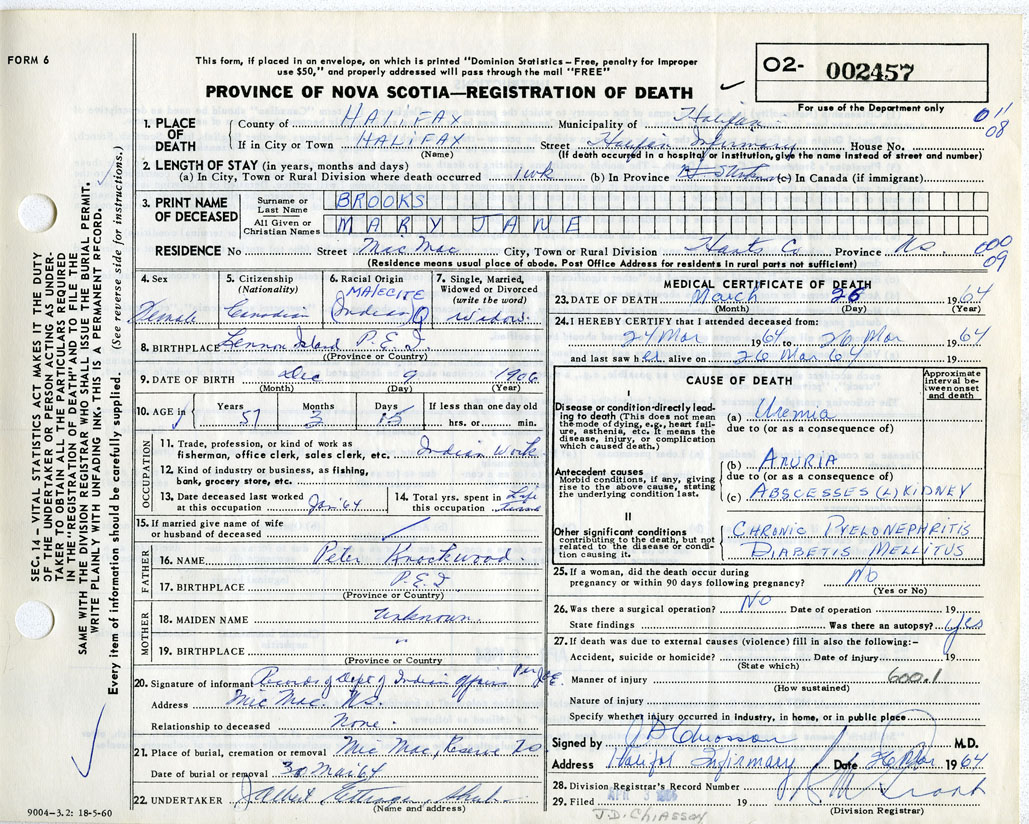 FORM 6
This form, if placed in an envelope, on which is printed "Dominion Statistics – Free, penalty for improper
use $50," and properly addressed will pass through the mail "FREE"
PROVINCE OF NOVA SCOTIA—REGISTRATION OF DEATH
O2- 002457
For use of the Department only
1. PLACE OF DEATH { County of HALIFAX Municipality of Halifax 011
If in City or Town HALIFAX Street Halifax Infirmary House No. 08
(Name) (If death occurred in a hospital or institution, give the name instead of street and number)
2. LENGTH OF STAY (in years, months and days)
(a) In City, Town or Rural Division where death occurred 1 wk (b) In Province (c) In Canada (if immigrant)
3. PRINT NAME OF DECEASED
Surname or Last Name BROOKS
All Given or Christian Names MARY JANE
RESIDENCE No Street Mic Mac City, Town or Rural Division Hants Co Province NS 000
09
(Residence means usual place of abode. Post Office Address for residents in rural parts not sufficient)
4. Sex Female
5. Citizenship (Nationality) Canadian
6. Racial Origin MALECITE Indian
7. Single, Married, Widowed or Divorced (write the word) Widow
8. BIRTHPLACE Lennox Island P.E.I.
(Province or Country)
9. DATE OF BIRTH Dec 9 1906
(Month) (Day) (Year)
10. AGE in { Years 57 Months 3 Days 15 If less than one day old
hrs. or min.
OCCUPATION
11. Trade, profession, or kind of work as
fisherman, office clerk, sales clerk, etc. Indian Work
12. Kind of industry or business, as fishing,
bank, grocery store, etc.
13. Date deceased last worked at this occupation Jan '64
14. Total yrs. spent in this occupation Life time
15. If married give name of wife
or husband of deceased
FATHER
16. NAME Peter Knockwood
17. BIRTHPLACE P.E.I.
(Province or Country)
MOTHER
18. MAIDEN NAME Unknown
19. BIRTHPLACE "
(Province or Country)
20. Signature of informant Records of Dept of Indian Affairs Per
Address Mic Mac, NS.
Relationship to deceased None.
21. Place of burial, cremation or removal Mic Mac, Reserve NS
Date of burial or removal 30 Mar 64
22. UNDERTAKER
(Name and address)
9004-3.2: 18-5-60
MEDICAL CERTIFICATE OF DEATH
23. DATE OF DEATH March 26 1964
(Month) (Day) (Year)
24. I HEREBY CERTIFY that I attended deceased from:
24 Mar 1964 to 26 Mar 1964
and last saw her alive on 26 Mar 64 19
CAUSE OF DEATH
Approximate interval between onset and death
I
Disease or condition directly leading to death (This does not mean the mode of dying, e.g., heart failure, asthenia, etc. It means the disease, injury, or complication which caused death.)
(a) Uremia
due to (or as a consequence of)
Antecedent causes
Morbid conditions, if any, giving rise to the above cause, stating the underlying condition last.
(b) ANURIA
due to (or as a consequence of)
(c) ABSCESSES (L) KIDNEY
II
Other significant conditions
contributing to the death, but not related to the disease or condition causing it.
CHRONIC PYELONEPHRITIS
DIABETIS MELLITUS
25. If a woman, did the death occur during
pregnancy or within 90 days following pregnancy? No
(Yes or No)
26. Was there a surgical operation? No Date of operation 19
State findings Was there an autopsy? yes
27. If death was due to external causes (violence) fill in also the following:–
Accident, suicide or homicide? Date of injury 19
(State which)
Manner of injury 600.1
(How sustained)
Nature of injury
Specify whether injury occurred in industry, in home, or in public place
Signed by J D Chiasson M.D.
Address Halifax Infirmary Date 26 Mar 1964
28. Division Registrar's Record Number
29. Filed APR 3
(Division Registrar)
J.D. CHIASSON
SEC. 14 – VITAL STATISTICS ACT MAKES IT THE DUTY
OF THE UNDERTAKER OR PERSON ACTING AS UNDER-
TAKER TO OBTAIN ALL THE PARTICULARS REQUIRED
IN THE "REGISTRATION OF DEATH" AND TO FILE THE
SAME WITH THE DIVISION REGISTRAR WHO SHALL ISSUE THE BURIAL PERMIT.
WRITE PLAINLY WITH UNFADING INK, THIS IS A PERMANENT RECORD.
Every item of information should be carefully supplied. (See reverse side for instructions.)